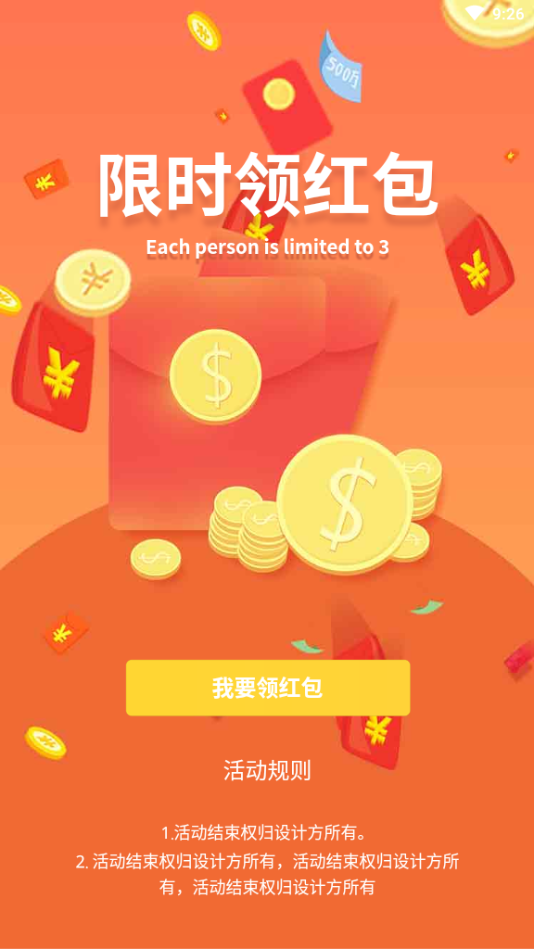 9:26
500万
限时领红包
Each person is limited to 3
我要领红包
活动规则
1.活动结束权归设计方所有。
2. 活动结束权归设计方所有，活动结束权归设计方所
有，活动结束权归设计方所有